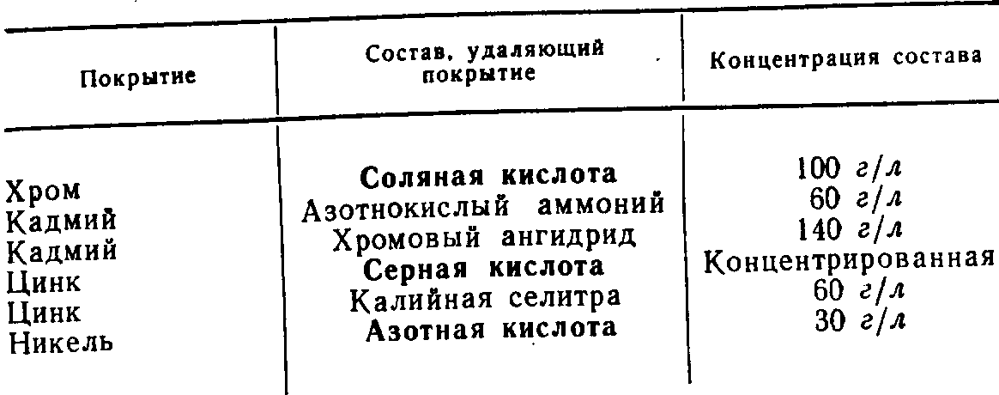 Покрытие
Состав, удаляющий
покрытие
Концентрация состава
Хром Соляная кислота 100 г/л
Кадмий Азотнокислый аммоний 60 г/л
Кадмий Хромовый ангидрид 140 г/л
Цинк Серная кислота Концентрированная
Цинк Калийная селитра 60 г/л
Никель Азотная кислота 30 г/л